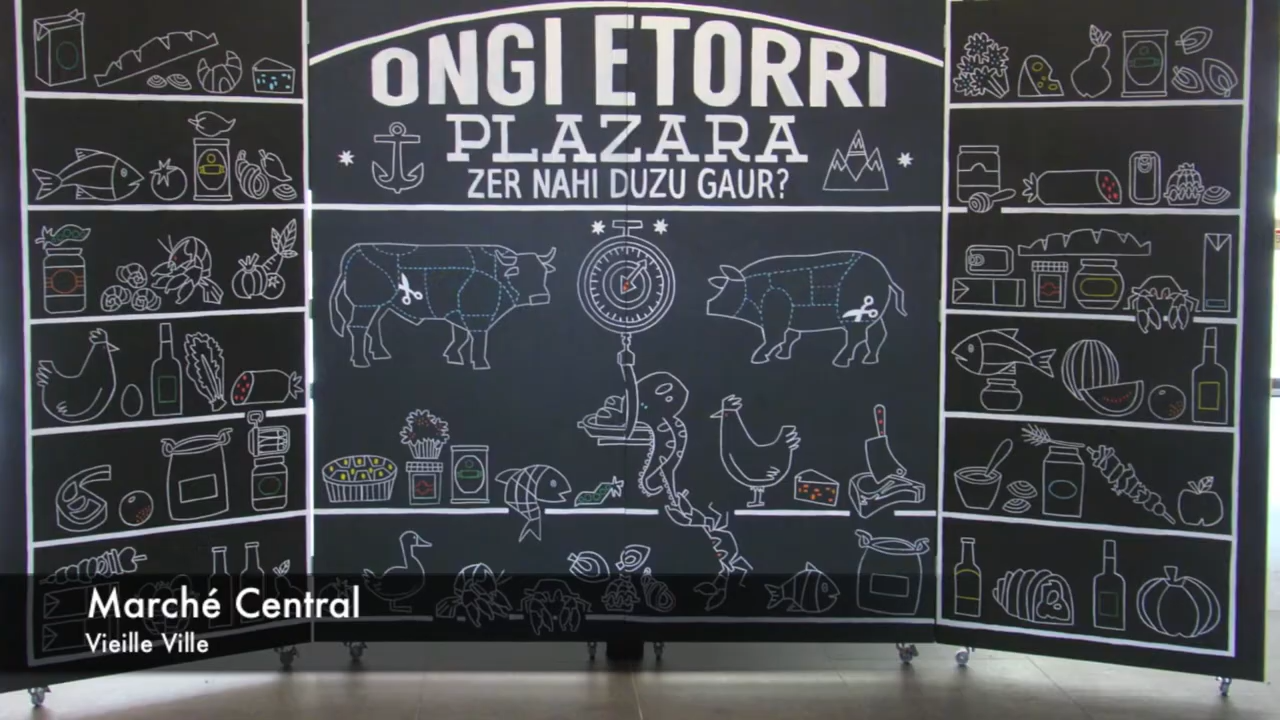 ONGI ETORRI
PLAZARA
ZER NAHI DUZU GAUR?
Marché Central
Vieille Ville